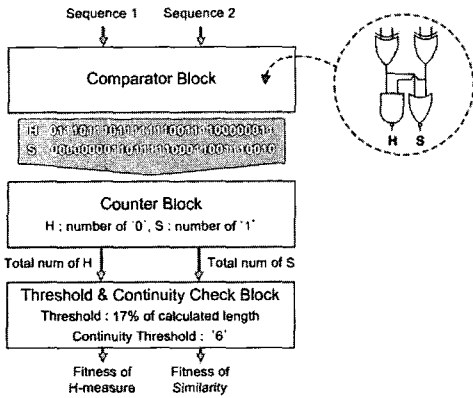 Sequence 1 Sequence 2
Comparator Block
H
S
H S
Counter Block
H : number of '0', S : number of '1'
Total num of H Total num of S
Threshold & Continuity Check Block
Threshold : 17% of calculated length
Continuity Threshold : '6'
Fitness of H-measure
Fitness of Similarity